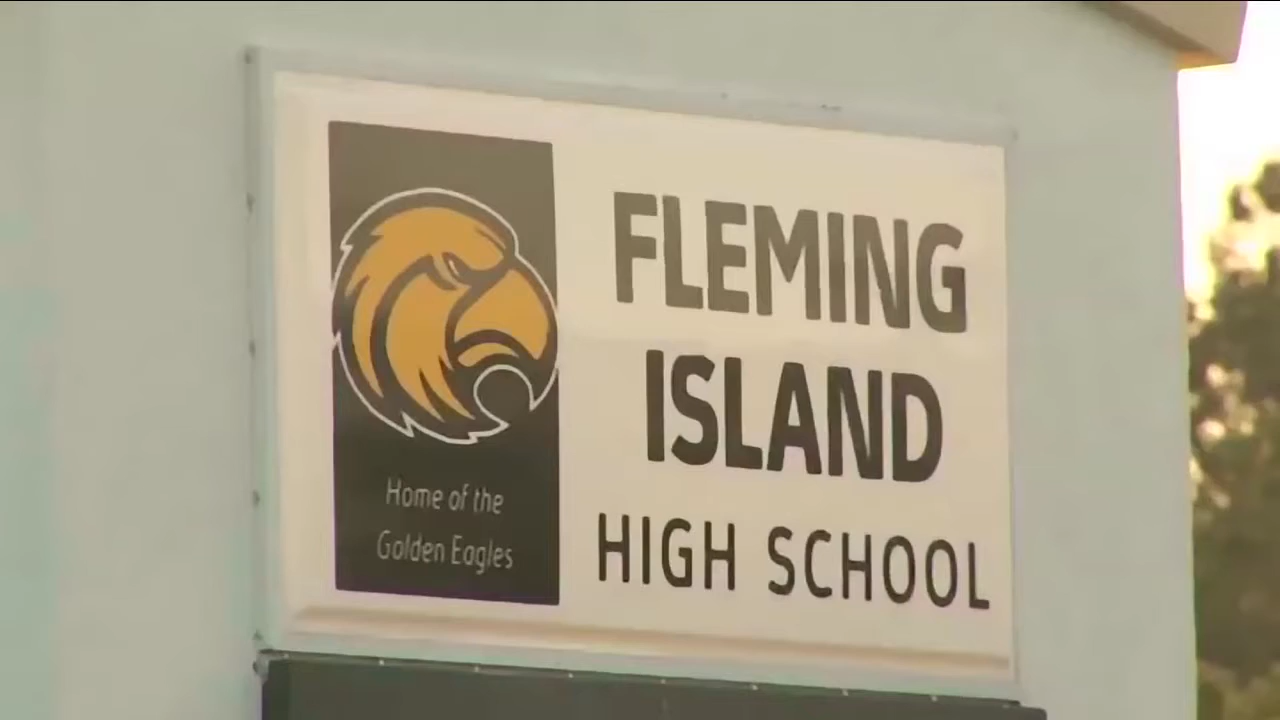 Home of the
Golden Eagles
FLEMING
ISLAND
HIGH SCHOOL